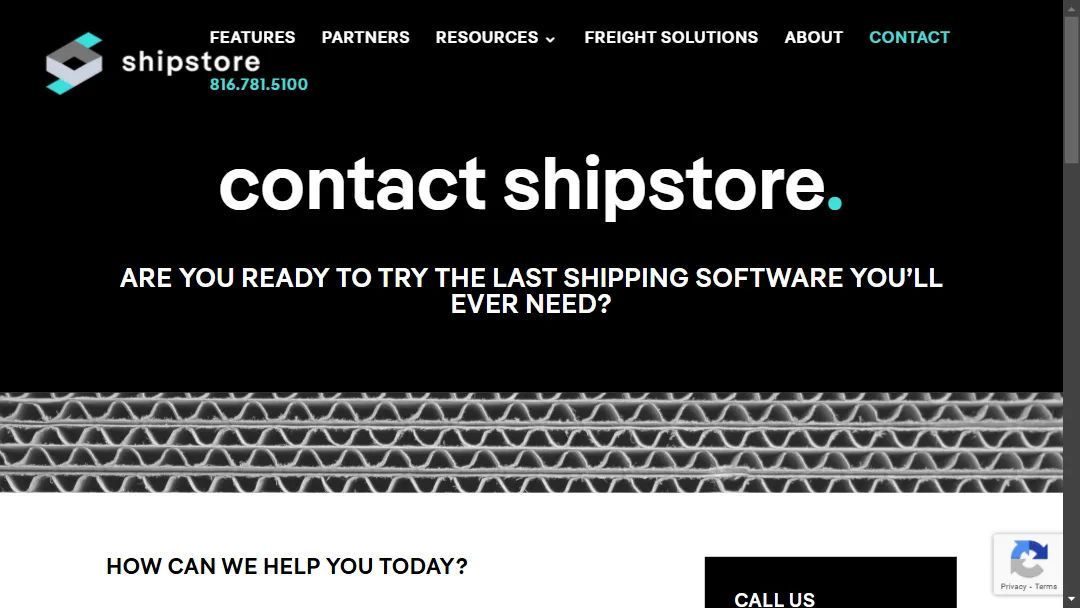 FEATURES PARTNERS RESOURCES FREIGHT SOLUTIONS ABOUT CONTACT
shipstore
816.781.5100
contact shipstore.
ARE YOU READY TO TRY THE LAST SHIPPING SOFTWARE YOU’LL
EVER NEED?
HOW CAN WE HELP YOU TODAY?
CALL US
Privacy - Terms